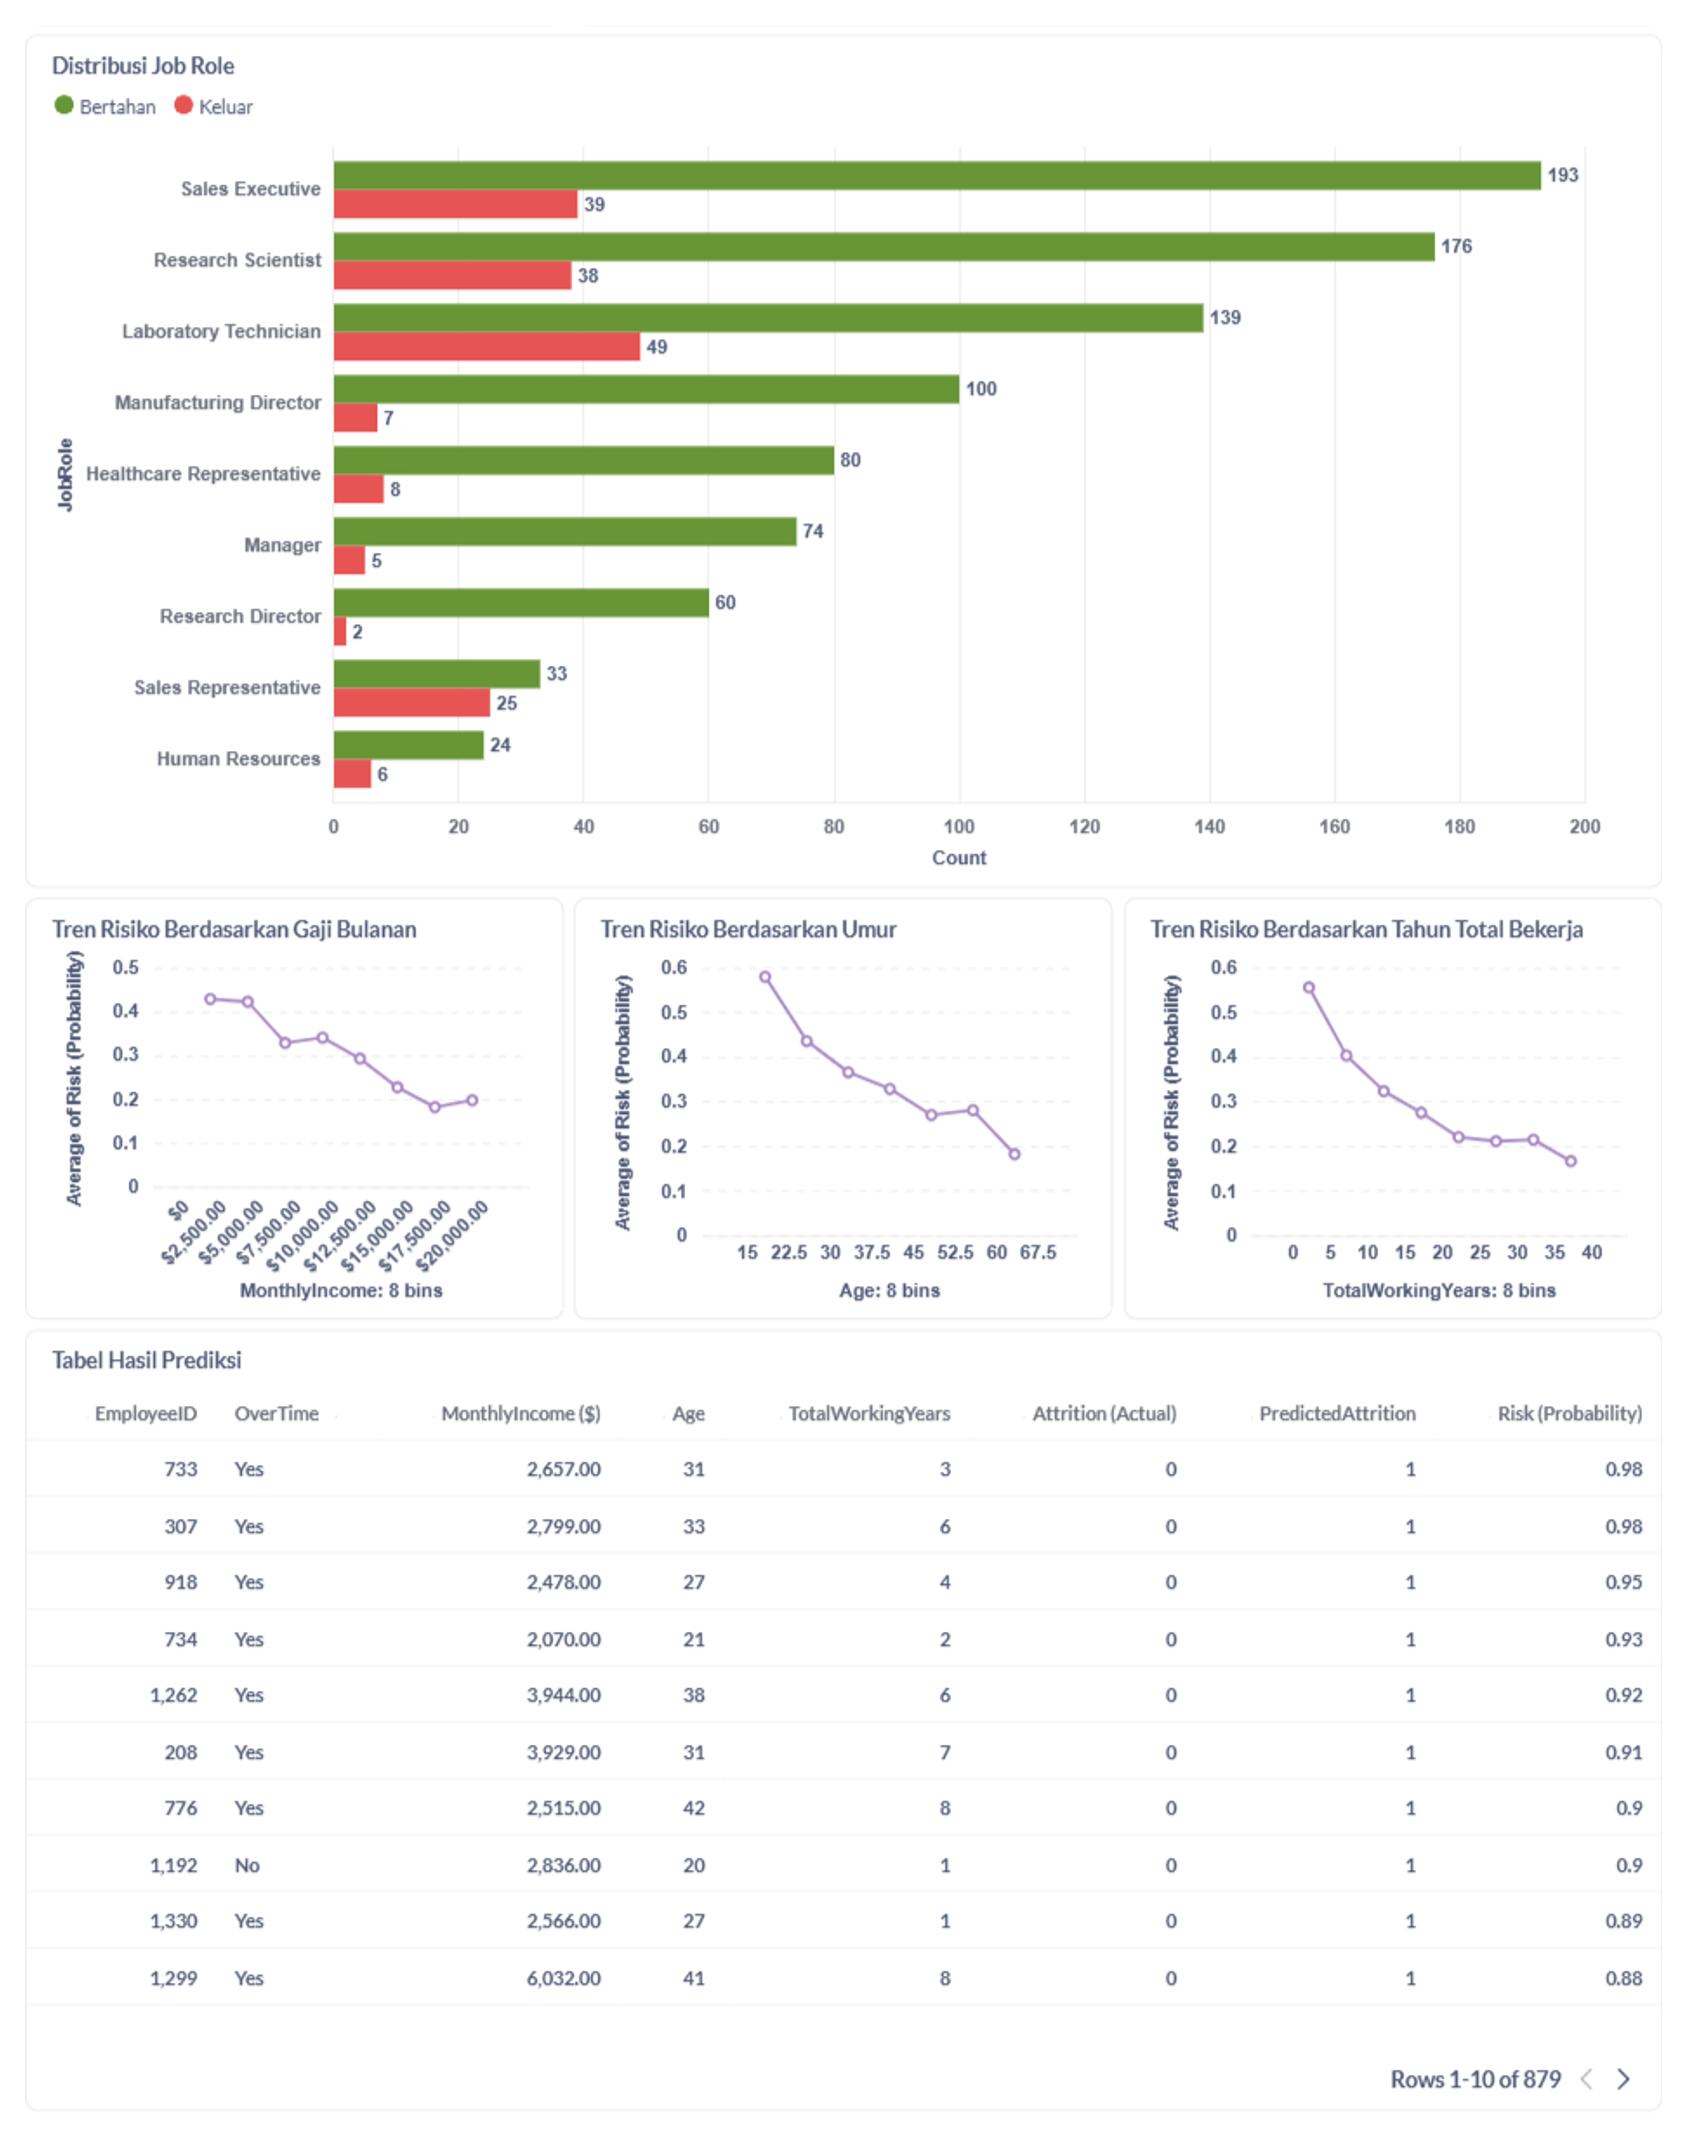 Distribusi Job Role
Bertahan Keluar
JobRole
Sales Executive 193
39
Research Scientist 176
38
Laboratory Technician 139
49
Manufacturing Director 100
7
Healthcare Representative 80
8
Manager 74
5
Research Director 60
2
Sales Representative 33
25
Human Resources 24
6
0 20 40 60 80 100 120 140 160 180 200
Count
Tren Risiko Berdasarkan Gaji Bulanan
Average of Risk (Probability)
0.5
0.4
0.3
0.2
0.1
0
$0 $2,500.00 $5,000.00 $7,500.00 $10,000.00 $12,500.00 $15,000.00 $17,500.00 $20,000.00
MonthlyIncome: 8 bins
Tren Risiko Berdasarkan Umur
Average of Risk (Probability)
0.6
0.5
0.4
0.3
0.2
0.1
0
15 22.5 30 37.5 45 52.5 60 67.5
Age: 8 bins
Tren Risiko Berdasarkan Tahun Total Bekerja
Average of Risk (Probability)
0.6
0.5
0.4
0.3
0.2
0.1
0
0 5 10 15 20 25 30 35 40
TotalWorkingYears: 8 bins
Tabel Hasil Prediksi
EmployeeID OverTime MonthlyIncome ($) Age TotalWorkingYears Attrition (Actual) PredictedAttrition Risk (Probability)
733 Yes 2,657.00 31 3 0 1 0.98
307 Yes 2,799.00 33 6 0 1 0.98
918 Yes 2,478.00 27 4 0 1 0.95
734 Yes 2,070.00 21 2 0 1 0.93
1,262 Yes 3,944.00 38 6 0 1 0.92
208 Yes 3,929.00 31 7 0 1 0.91
776 Yes 2,515.00 42 8 0 1 0.9
1,192 No 2,836.00 20 1 0 1 0.9
1,330 Yes 2,566.00 27 1 0 1 0.89
1,299 Yes 6,032.00 41 8 0 1 0.88
Rows 1-10 of 879